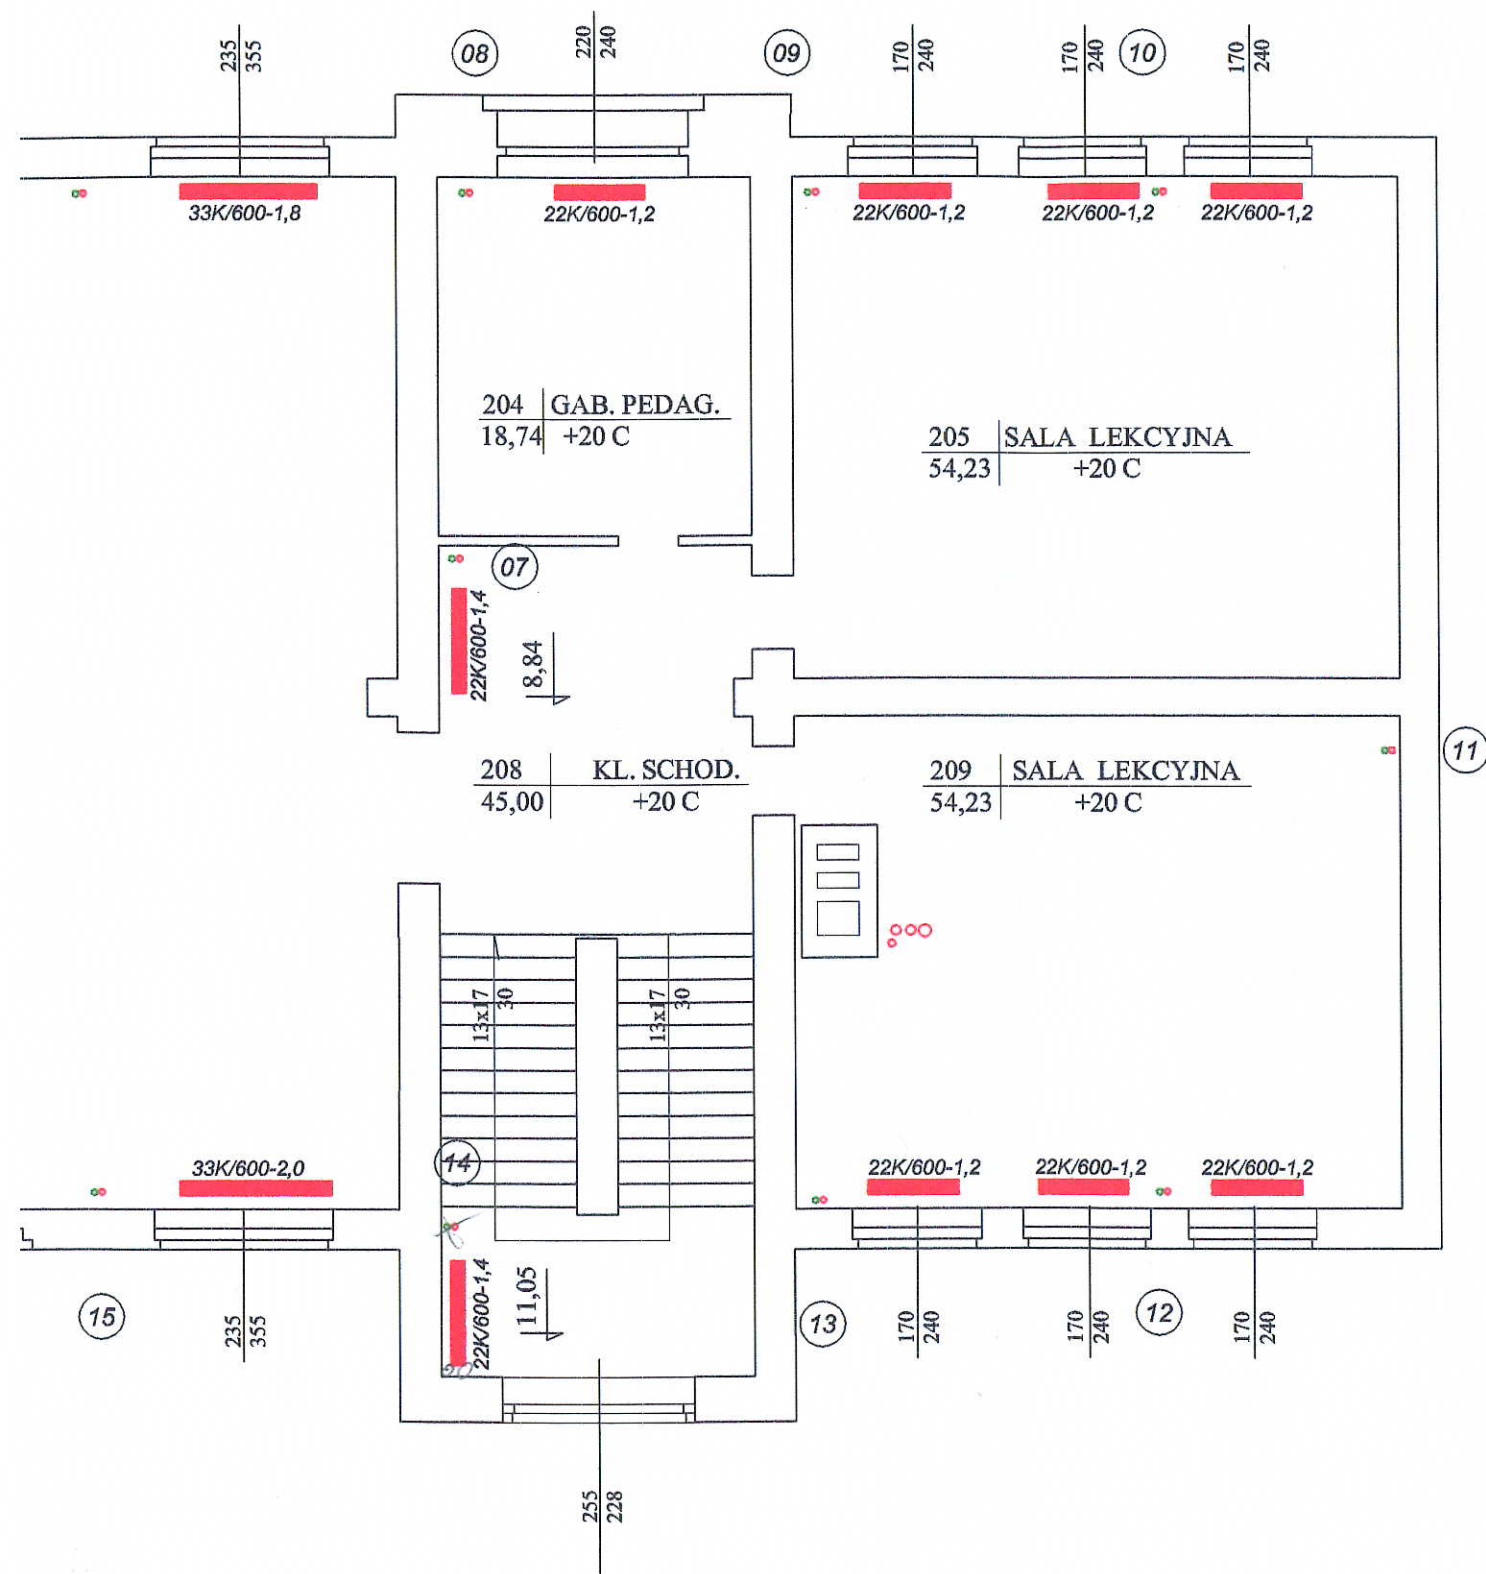 235
355
08
220
240
09
170
240
170
240
10
170
240
33K/600-1,8
22K/600-1,2
22K/600-1,2
22K/600-1,2
22K/600-1,2
204 GAB. PEDAG.
18,74 +20 C
205 SALA LEKCYJNA
54,23 +20 C
07
22K/600-1,4
8,84
11
208 KL. SCHOD.
45,00 +20 C
209 SALA LEKCYJNA
54,23 +20 C
13x17
30
13x17
30
14
33K/600-2,0
22K/600-1,2
22K/600-1,2
22K/600-1,2
22K/600-1,4
11,05
15
235
355
13
170
240
170
240
12
170
240
255
228